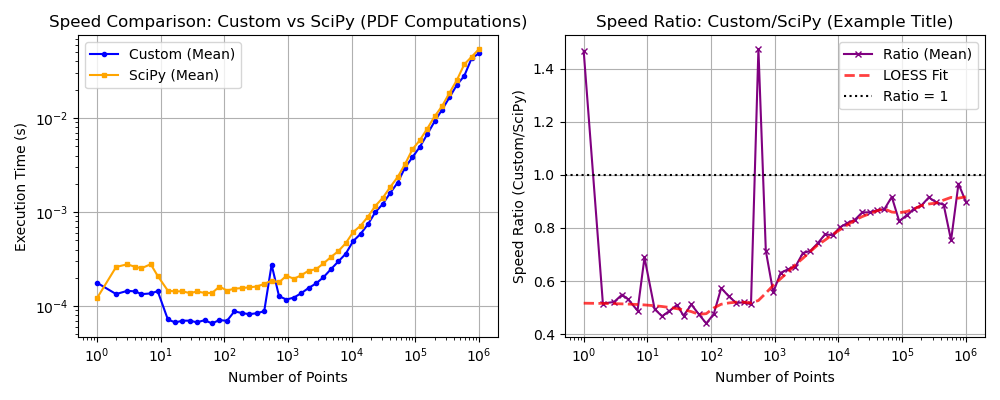 Speed Comparison: Custom vs SciPy (PDF Computations)
Custom (Mean)
SciPy (Mean)
Execution Time (s)
10⁻²
10⁻³
10⁻⁴
10⁰ 10¹ 10² 10³ 10⁴ 10⁵ 10⁶
Number of Points
Speed Ratio: Custom/SciPy (Example Title)
Ratio (Mean)
LOESS Fit
Ratio = 1
Speed Ratio (Custom/SciPy)
1.4
1.2
1.0
0.8
0.6
0.4
10⁰ 10¹ 10² 10³ 10⁴ 10⁵ 10⁶
Number of Points